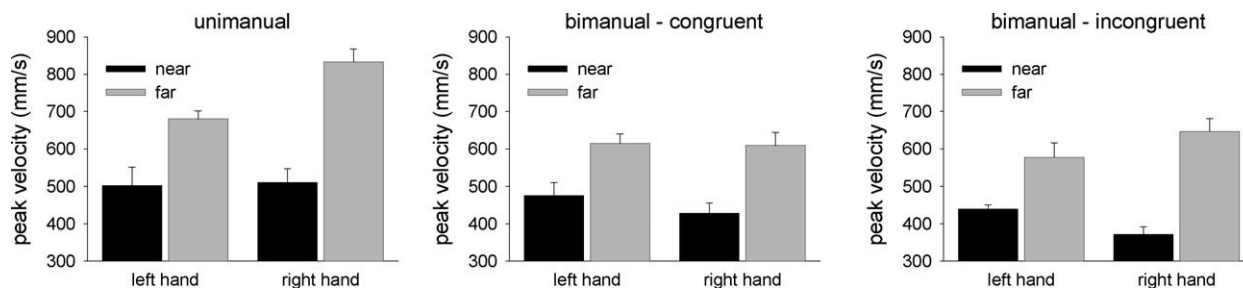 unimanual
peak velocity (mm/s)
900
800
700
600
500
400
300
near
far
left hand
right hand
bimanual - congruent
peak velocity (mm/s)
900
800
700
600
500
400
300
near
far
left hand
right hand
bimanual - incongruent
peak velocity (mm/s)
900
800
700
600
500
400
300
near
far
left hand
right hand